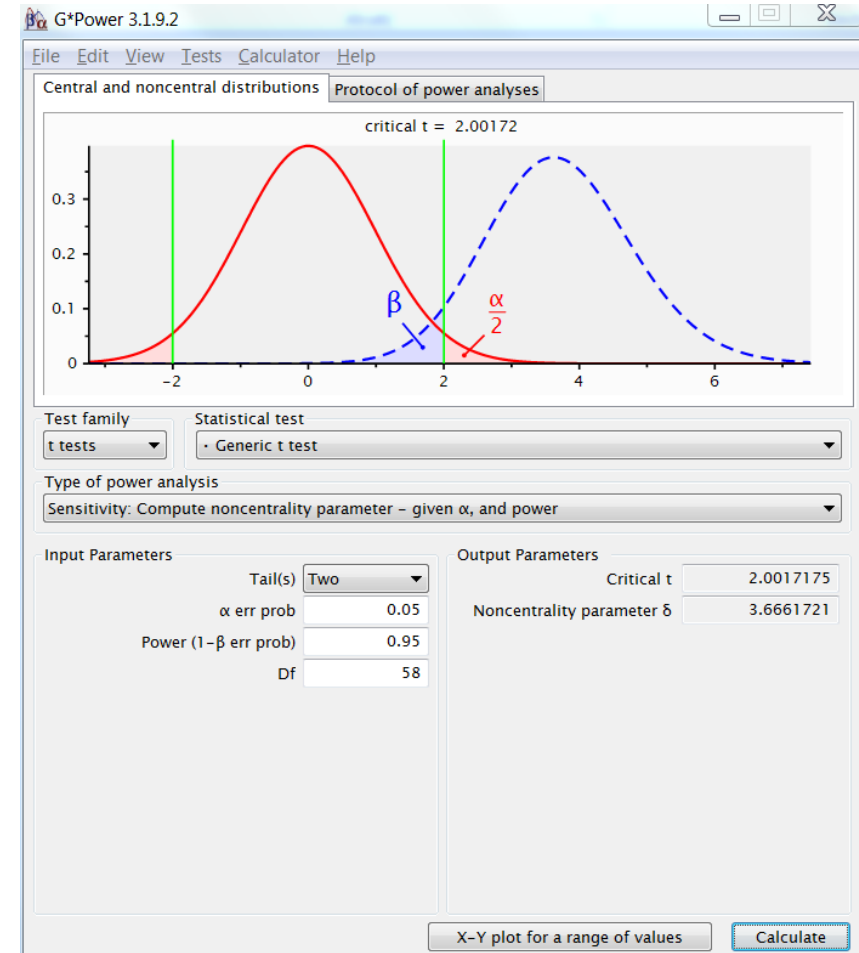 G*Power 3.1.9.2
File Edit View Tests Calculator Help
Central and noncentral distributions Protocol of power analyses
critical t = 2.00172
0.3
0.2
0.1
0
β
α
2
-2 0 2 4 6
Test family Statistical test
t tests · Generic t test
Type of power analysis
Sensitivity: Compute noncentrality parameter – given α, and power
Input Parameters Output Parameters
Tail(s) Two Critical t 2.0017175
α err prob 0.05 Noncentrality parameter δ 3.6661721
Power (1-β err prob) 0.95
Df 58
X-Y plot for a range of values Calculate